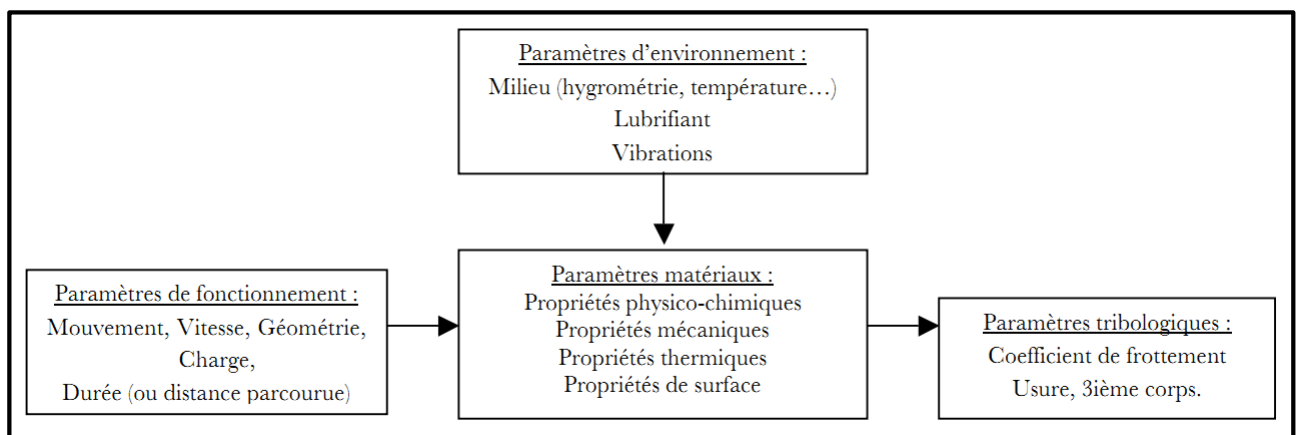 Paramètres d'environnement :
Milieu (hygrométrie, température…)
Lubrifiant
Vibrations
Paramètres de fonctionnement :
Mouvement, Vitesse, Géométrie,
Charge,
Durée (ou distance parcourue)
Paramètres matériaux :
Propriétés physico-chimiques
Propriétés mécaniques
Propriétés thermiques
Propriétés de surface
Paramètres tribologiques :
Coefficient de frottement
Usure, 3ième corps.